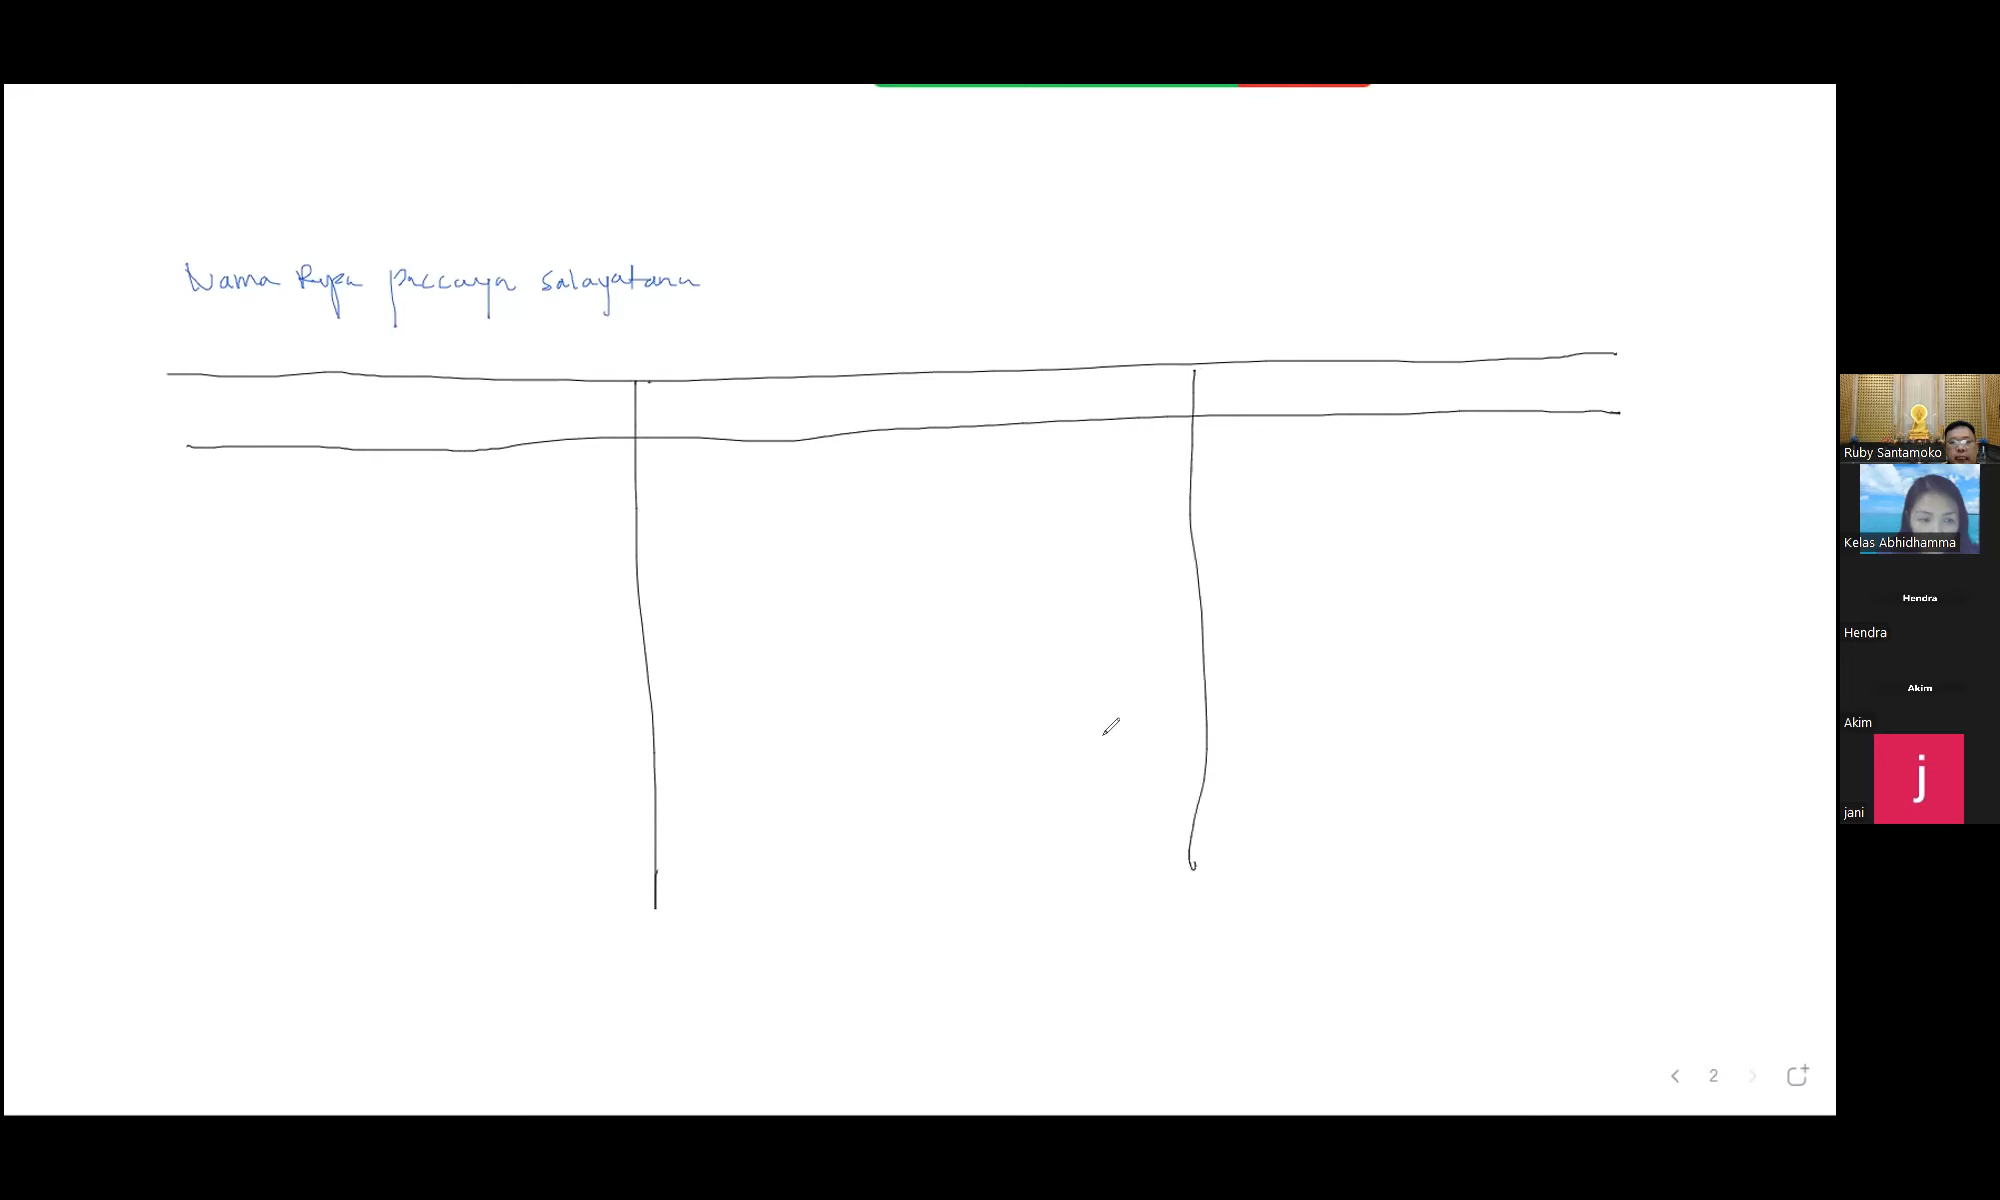 Nama Rupa paccaya salayatana
Ruby Santamoko
Kelas Abhidhamma
Hendra
Hendra
Akim
Akim
j
jani
2